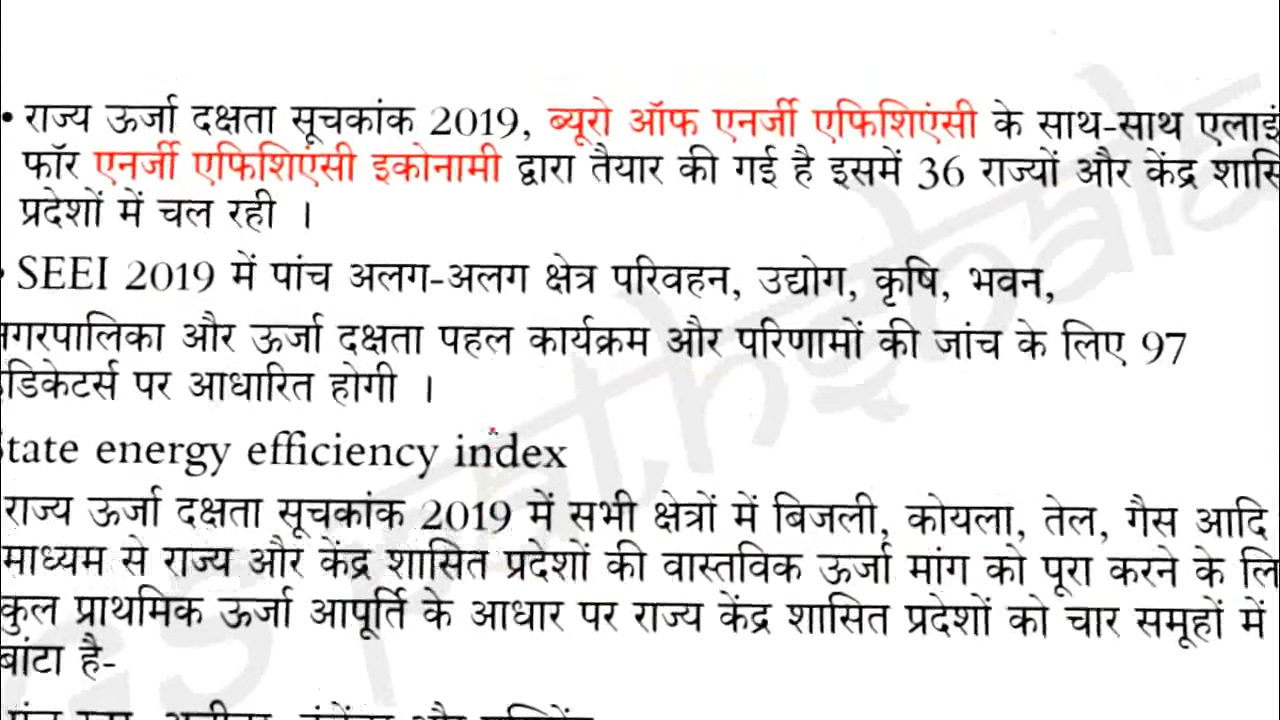 • राज्य ऊर्जा दक्षता सूचकांक 2019, ब्यूरो ऑफ एनर्जी एफिशिएंसी के साथ-साथ
फॉर एनर्जी एफिशिएंसी इकोनामी द्वारा तैयार की गई है इसमें 36 राज्यों और केंद्र
प्रदेशों में चल रही ।
• SEEI 2019 में पांच अलग-अलग क्षेत्र परिवहन, उद्योग, कृषि, भवन,
और ऊर्जा दक्षता पहल कार्यक्रम और परिणामों की जांच के लिए 97
पर आधारित होगी ।
tate energy efficiency index
राज्य ऊर्जा दक्षता सूचकांक 2019 में सभी क्षेत्रों में बिजली, कोयला, तेल, गैस आदि
माध्यम से राज्य और केंद्र शासित प्रदेशों की वास्तविक ऊर्जा मांग को पूरा करने के
कुल प्राथमिक ऊर्जा आपूर्ति के आधार पर राज्य केंद्र शासित प्रदेशों को चार समूहों में
बांटा है-